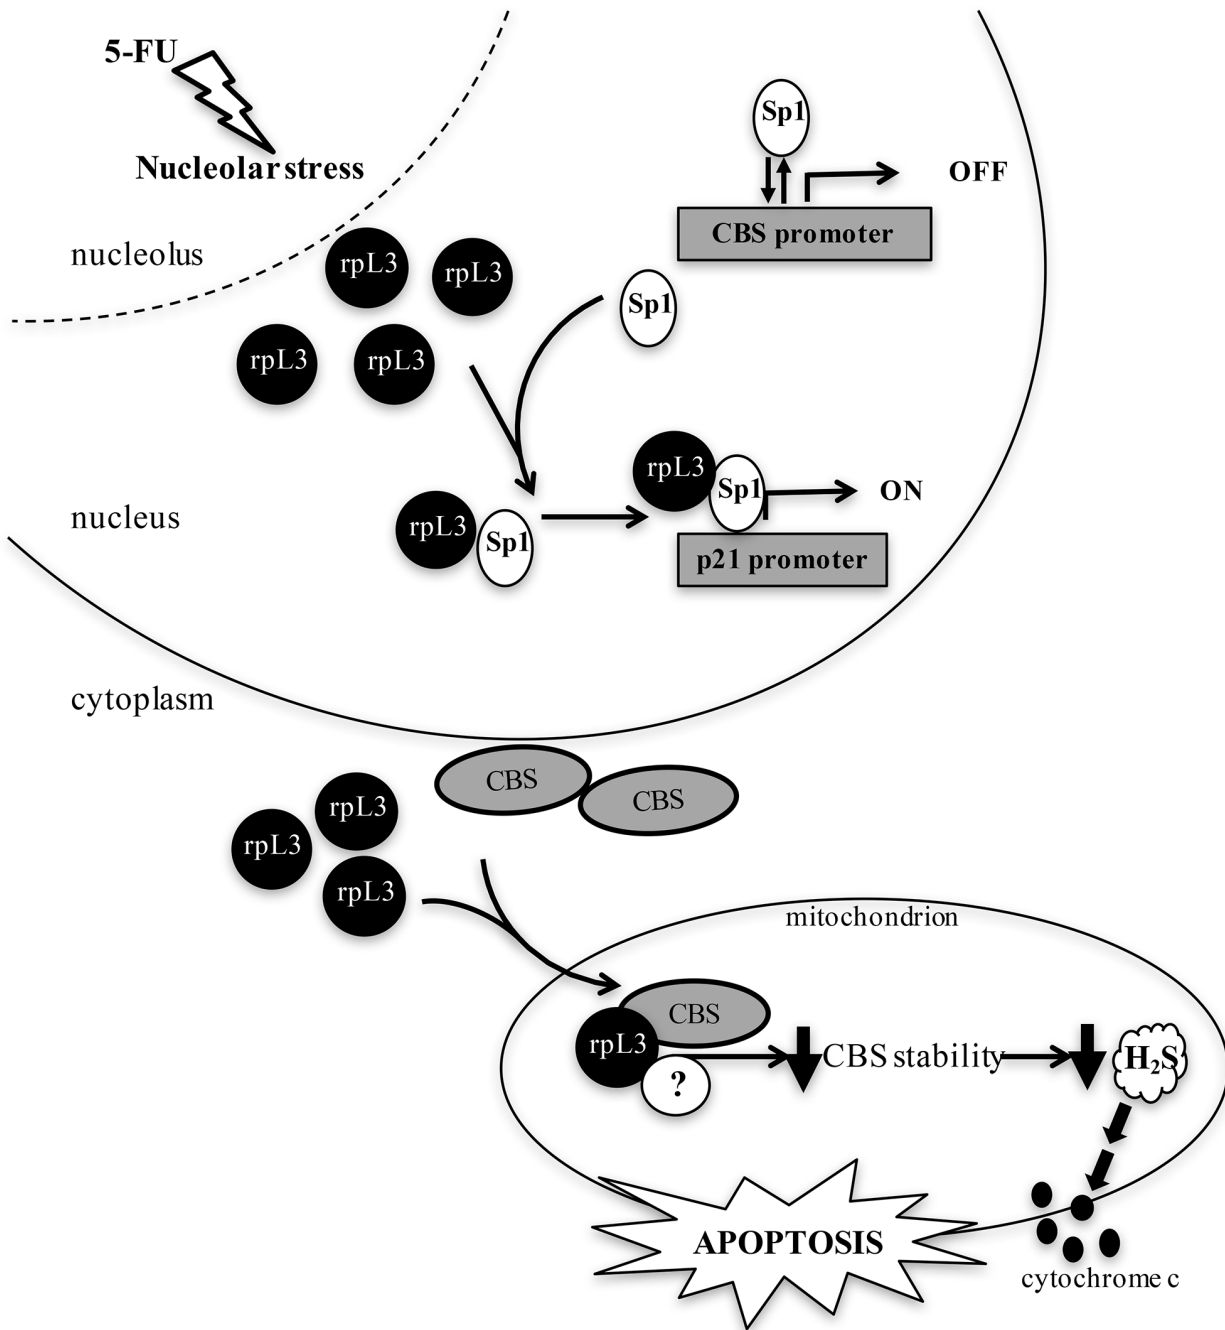 5-FU
Nucleolar stress
nucleolus
Sp1
OFF
CBS promoter
rpL3
rpL3
rpL3
rpL3
Sp1
nucleus
rpL3
Sp1
rpL3
Sp1
ON
p21 promoter
cytoplasm
CBS
CBS
rpL3
rpL3
rpL3
mitochondrion
CBS
rpL3
?
CBS stability
H₂S
APOPTOSIS
cytochrome c